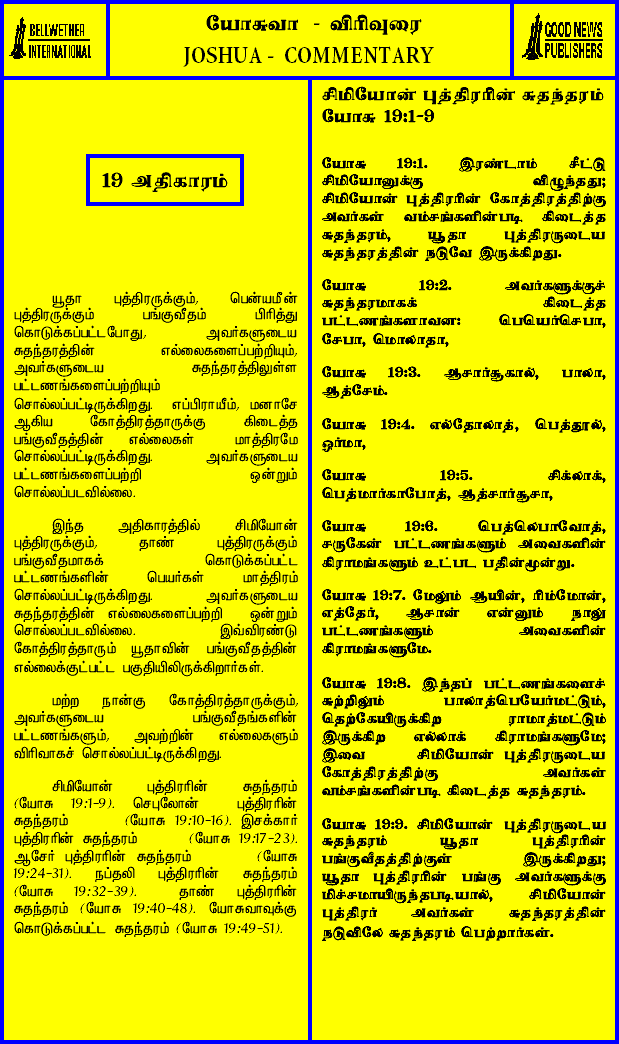 BELLWETHER
INTERNATIONAL
யோசுவா - விரிவுரை
JOSHUA - COMMENTARY
GOOD NEWS
PUBLISHERS
19 அதிகாரம்
யூதா புத்திரருக்கும், பென்யமீன்
புத்திரருக்கும் பங்குவீதம் பிரித்து
கொடுக்கப்பட்டபோது, அவர்களுடைய
சுதந்தரத்தின் எல்லைகளைப்பற்றியும்,
அவர்களுடைய சுதந்தரத்திலுள்ள
பட்டணங்களைப்பற்றியும்
சொல்லப்பட்டிருக்கிறது. எப்பிராயீம், மனாசே
ஆகிய கோத்திரத்தாருக்கு கிடைத்த
பங்குவீதத்தின் எல்லைகள் மாத்திரமே
சொல்லப்பட்டிருக்கிறது. அவர்களுடைய
பட்டணங்களைப்பற்றி ஒன்றும்
சொல்லப்படவில்லை.
இந்த அதிகாரத்தில் சிமியோன்
புத்திரருக்கும், தாண் புத்திரருக்கும்
பங்குவீதமாகக் கொடுக்கப்பட்ட
பட்டணங்களின் பெயர்கள் மாத்திரம்
சொல்லப்பட்டிருக்கிறது. அவர்களுடைய
சுதந்தரத்தின் எல்லைகளைப்பற்றி ஒன்றும்
சொல்லப்படவில்லை. இவ்விரண்டு
கோத்திரத்தாரும் யூதாவின் பங்குவீதத்தின்
எல்லைக்குட்பட்ட பகுதியிலிருக்கிறார்கள்.
மற்ற நான்கு கோத்திரத்தாருக்கும்,
அவர்களுடைய பங்குவீதங்களின்
பட்டணங்களும், அவற்றின் எல்லைகளும்
விரிவாகச் சொல்லப்பட்டிருக்கிறது.
சிமியோன் புத்திரரின் சுதந்தரம்
(யோசு 19:1-9). செபுலோன் புத்திரரின்
சுதந்தரம் (யோசு 19:10-16). இசக்கார்
புத்திரரின் சுதந்தரம் (யோசு 19:17-23).
ஆசேர் புத்திரரின் சுதந்தரம் (யோசு
19:24-31). நப்தலி புத்திரரின் சுதந்தரம்
(யோசு 19:32-39). தாண் புத்திரரின்
சுதந்தரம் (யோசு 19:40-48). யோசுவாவுக்கு
கொடுக்கப்பட்ட சுதந்தரம் (யோசு 19:49-51).
சிமியோன் புத்திரரின் சுதந்தரம்
யோசு 19:1-9
யோசு 19:1. இரண்டாம் சீட்டு
சிமியோனுக்கு விழுந்தது;
சிமியோன் புத்திரரின் கோத்திரத்திற்கு
அவர்கள் வம்சங்களின்படி கிடைத்த
சுதந்தரம், யூதா புத்திரருடைய
சுதந்தரத்தின் நடுவே இருக்கிறது.
யோசு 19:2. அவர்களுக்குச்
சுதந்தரமாகக் கிடைத்த
பட்டணங்களாவன: பெயெர்செபா,
சேபா, மொலாதா,
யோசு 19:3. ஆசார்சூகால், பாலா,
ஆத்சேம்.
யோசு 19:4. எல்தோலாத், பெத்தூல்,
ஓர்மா,
யோசு 19:5. சிக்லாக்,
பெத்மார்காபோத், ஆத்சார்சூசா,
யோசு 19:6. பெத்லெபாவோத்,
சருகேன் பட்டணங்களும் அவைகளின்
கிராமங்களும் உட்பட பதின்மூன்று.
யோசு 19:7. மேலும் ஆயின், ரிம்மோன்,
எத்தேர், ஆசான் என்னும் நாலு
பட்டணங்களும் அவைகளின்
கிராமங்களுமே.
யோசு 19:8. இந்தப் பட்டணங்களைச்
சுற்றிலும் பாலாத்பெயேர்மட்டும்,
தெற்கேயிருக்கிற ராமாத்மட்டும்
இருக்கிற எல்லாக் கிராமங்களுமே;
இவை சிமியோன் புத்திரருடைய
கோத்திரத்திற்கு அவர்கள்
வம்சங்களின்படி கிடைத்த சுதந்தரம்.
யோசு 19:9. சிமியோன் புத்திரருடைய
சுதந்தரம் யூதா புத்திரரின்
பங்குவீதத்திற்குள் இருக்கிறது;
யூதா புத்திரரின் பங்கு அவர்களுக்கு
மிச்சமாயிருந்தபடியால், சிமியோன்
புத்திரர் அவர்கள் சுதந்தரத்தின்
நடுவிலே சுதந்தரம் பெற்றார்கள்.